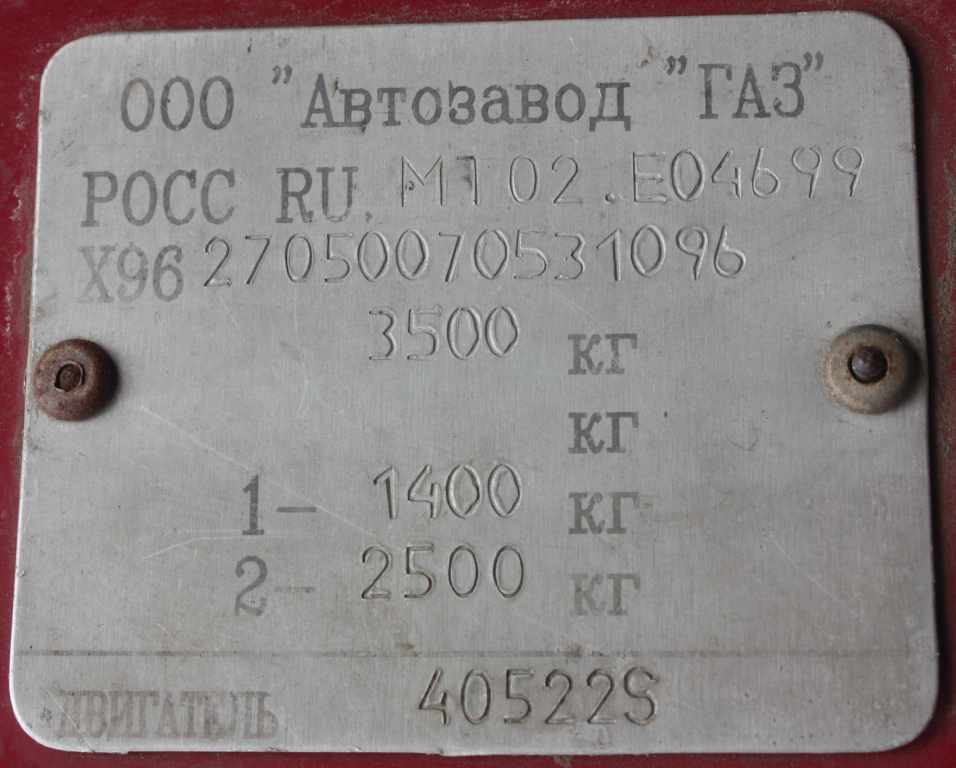 ООО "Автозавод "ГАЗ"
РОСС RU. МТ02.Е04699
Х96 27050070531096
3500 кг
кг
1- 1400 кг
2- 2500 кг
ДВИГАТЕЛЬ 40522S